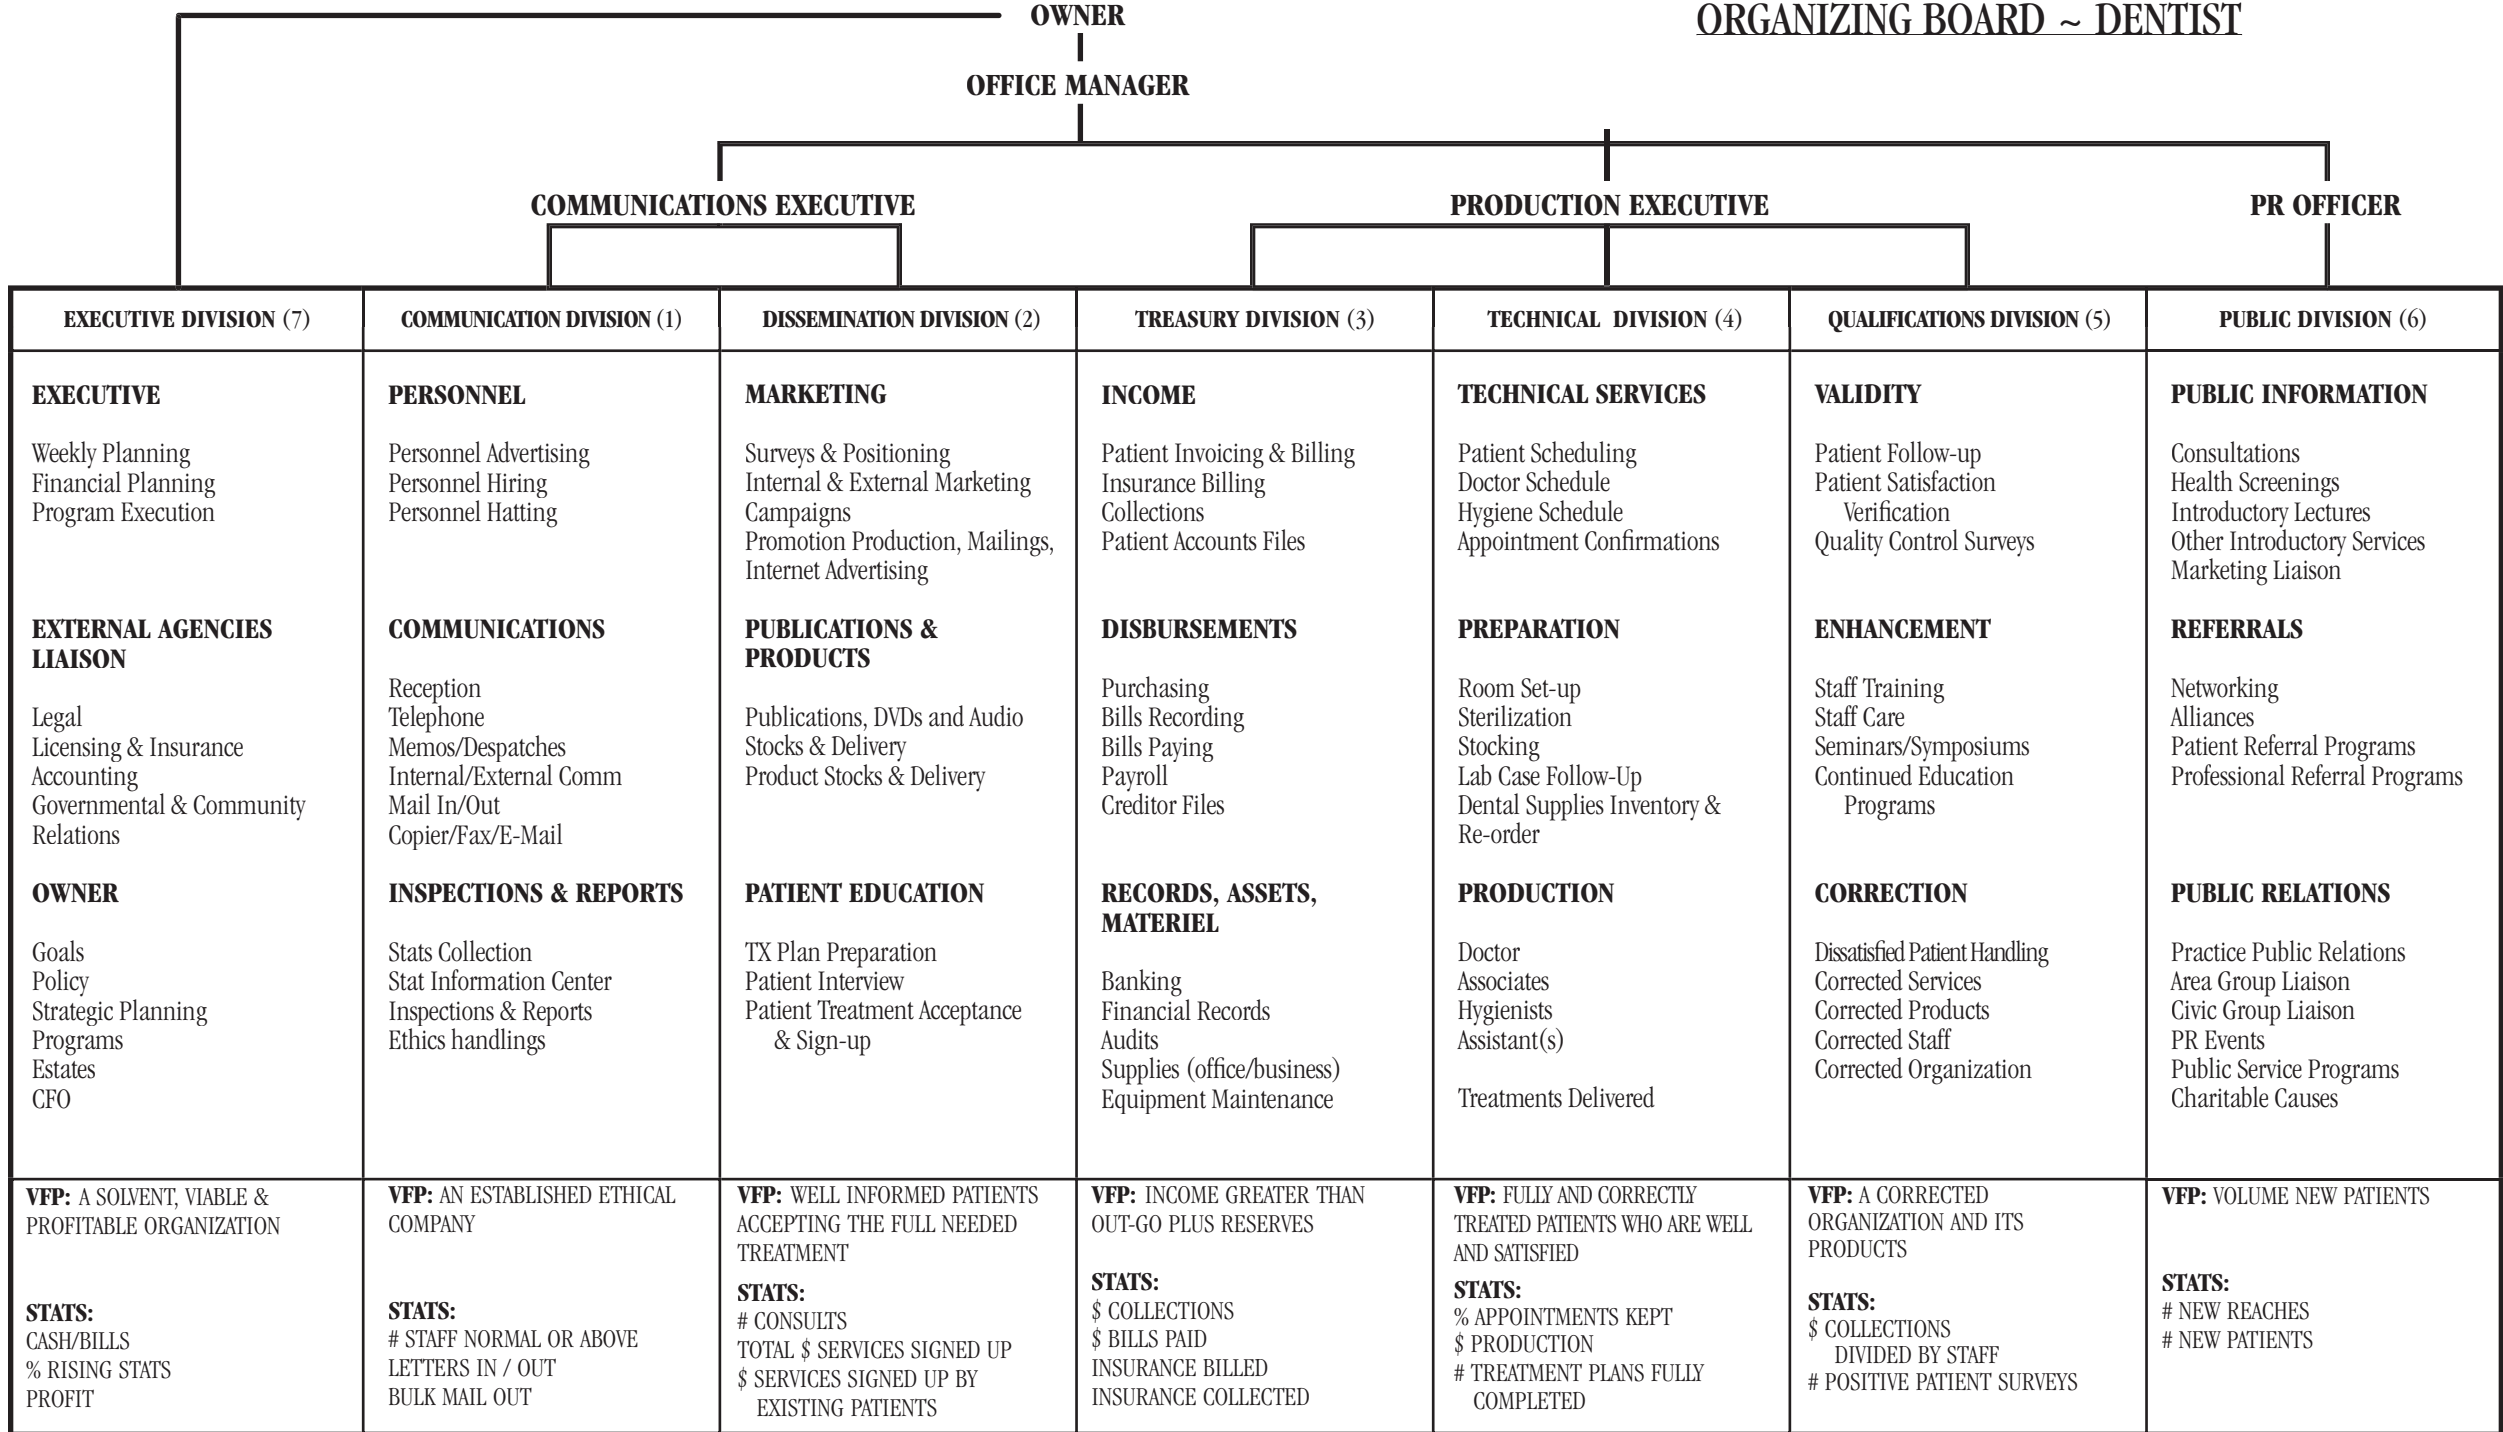 OWNER
ORGANIZING BOARD ~ DENTIST
OFFICE MANAGER
COMMUNICATIONS EXECUTIVE
PRODUCTION EXECUTIVE
PR OFFICER
EXECUTIVE DIVISION (7)
EXECUTIVE
Weekly Planning
Financial Planning
Program Execution
EXTERNAL AGENCIES
LIAISON
Legal
Licensing & Insurance
Accounting
Governmental & Community
Relations
OWNER
Goals
Policy
Strategic Planning
Programs
Estates
CFO
VFP: A SOLVENT, VIABLE &
PROFITABLE ORGANIZATION
STATS:
CASH/BILLS
% RISING STATS
PROFIT
COMMUNICATION DIVISION (1)
PERSONNEL
Personnel Advertising
Personnel Hiring
Personnel Hatting
COMMUNICATIONS
Reception
Telephone
Memos/Despatches
Internal/External Comm
Mail In/Out
Copier/Fax/E-Mail
INSPECTIONS & REPORTS
Stats Collection
Stat Information Center
Inspections & Reports
Ethics handlings
VFP: AN ESTABLISHED ETHICAL
COMPANY
STATS:
# STAFF NORMAL OR ABOVE
LETTERS IN / OUT
BULK MAIL OUT
DISSEMINATION DIVISION (2)
MARKETING
Surveys & Positioning
Internal & External Marketing
Campaigns
Promotion Production, Mailings,
Internet Advertising
PUBLICATIONS &
PRODUCTS
Publications, DVDs and Audio
Stocks & Delivery
Product Stocks & Delivery
PATIENT EDUCATION
TX Plan Preparation
Patient Interview
Patient Treatment Acceptance
& Sign-up
VFP: WELL INFORMED PATIENTS
ACCEPTING THE FULL NEEDED
TREATMENT
STATS:
# CONSULTS
TOTAL $ SERVICES SIGNED UP
$ SERVICES SIGNED UP BY
EXISTING PATIENTS
TREASURY DIVISION (3)
INCOME
Patient Invoicing & Billing
Insurance Billing
Collections
Patient Accounts Files
DISBURSEMENTS
Purchasing
Bills Recording
Bills Paying
Payroll
Creditor Files
RECORDS, ASSETS,
MATERIEL
Banking
Financial Records
Audits
Supplies (office/business)
Equipment Maintenance
VFP: INCOME GREATER THAN
OUT-GO PLUS RESERVES
STATS:
$ COLLECTIONS
$ BILLS PAID
INSURANCE BILLED
INSURANCE COLLECTED
TECHNICAL DIVISION (4)
TECHNICAL SERVICES
Patient Scheduling
Doctor Schedule
Hygiene Schedule
Appointment Confirmations
PREPARATION
Room Set-up
Sterilization
Stocking
Lab Case Follow-Up
Dental Supplies Inventory &
Re-order
PRODUCTION
Doctor
Associates
Hygienists
Assistant(s)
Treatments Delivered
VFP: FULLY AND CORRECTLY
TREATED PATIENTS WHO ARE WELL
AND SATISFIED
STATS:
% APPOINTMENTS KEPT
$ PRODUCTION
# TREATMENT PLANS FULLY
COMPLETED
QUALIFICATIONS DIVISION (5)
VALIDITY
Patient Follow-up
Patient Satisfaction
Verification
Quality Control Surveys
ENHANCEMENT
Staff Training
Staff Care
Seminars/Symposiums
Continued Education
Programs
CORRECTION
Dissatisfied Patient Handling
Corrected Services
Corrected Products
Corrected Staff
Corrected Organization
VFP: A CORRECTED
ORGANIZATION AND ITS
PRODUCTS
STATS:
$ COLLECTIONS
DIVIDED BY STAFF
# POSITIVE PATIENT SURVEYS
PUBLIC DIVISION (6)
PUBLIC INFORMATION
Consultations
Health Screenings
Introductory Lectures
Other Introductory Services
Marketing Liaison
REFERRALS
Networking
Alliances
Patient Referral Programs
Professional Referral Programs
PUBLIC RELATIONS
Practice Public Relations
Area Group Liaison
Civic Group Liaison
PR Events
Public Service Programs
Charitable Causes
VFP: VOLUME NEW PATIENTS
STATS:
# NEW REACHES
# NEW PATIENTS